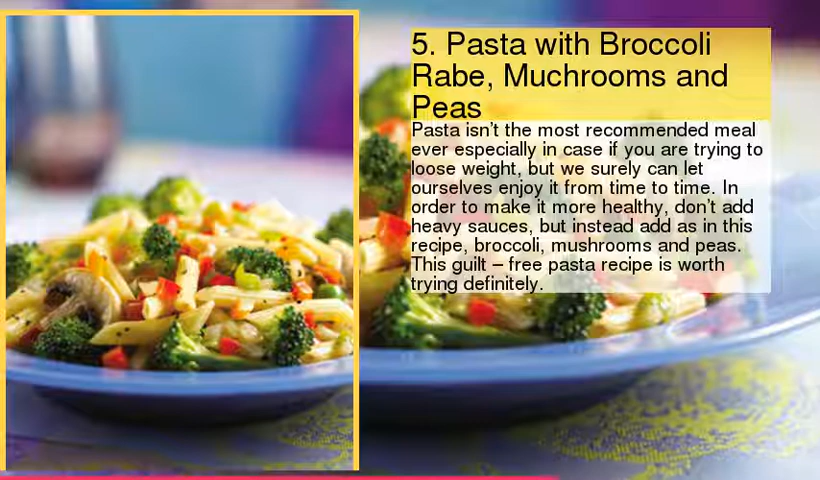 5. Pasta with Broccoli
Rabe, Muchrooms and
Peas
Pasta isn't the most recommended meal
ever especially in case if you are trying to
loose weight, but we surely can let
ourselves enjoy it from time to time. In
order to make it more healthy, don't add
heavy sauces, but instead add as in this
recipe, broccoli, mushrooms and peas.
This guilt – free pasta recipe is worth
trying definitely.